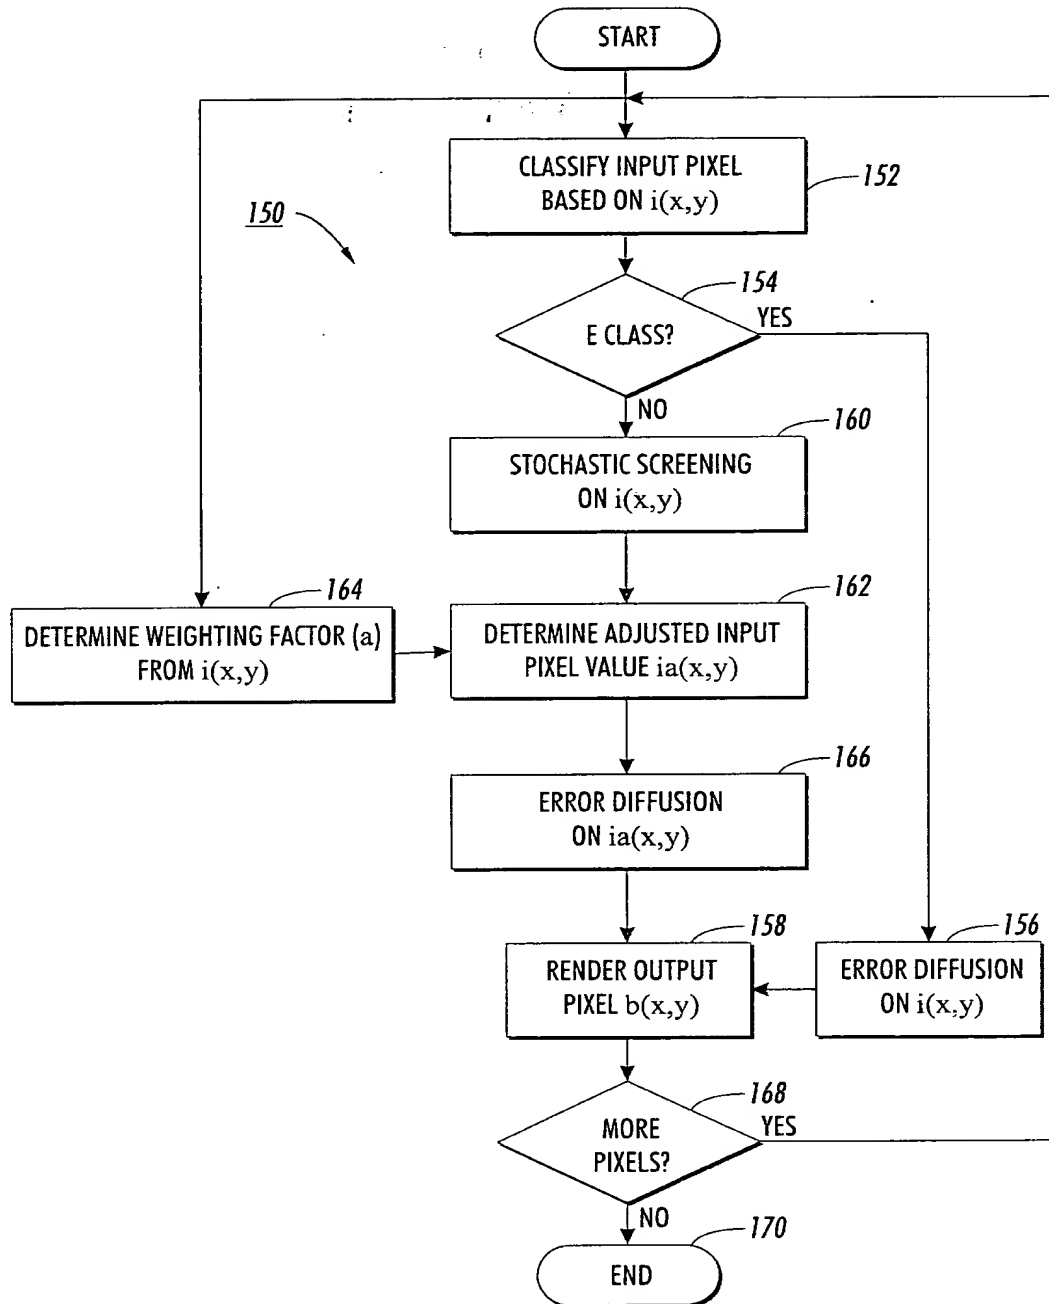 START
CLASSIFY INPUT PIXEL
BASED ON i(x,y)
152
150
154
E CLASS?
YES
NO
160
STOCHASTIC SCREENING
ON i(x,y)
164
DETERMINE WEIGHTING FACTOR (a)
FROM i(x,y)
162
DETERMINE ADJUSTED INPUT
PIXEL VALUE ia(x,y)
166
ERROR DIFFUSION
ON ia(x,y)
158
RENDER OUTPUT
PIXEL b(x,y)
156
ERROR DIFFUSION
ON i(x,y)
168
MORE
PIXELS?
YES
NO
170
END